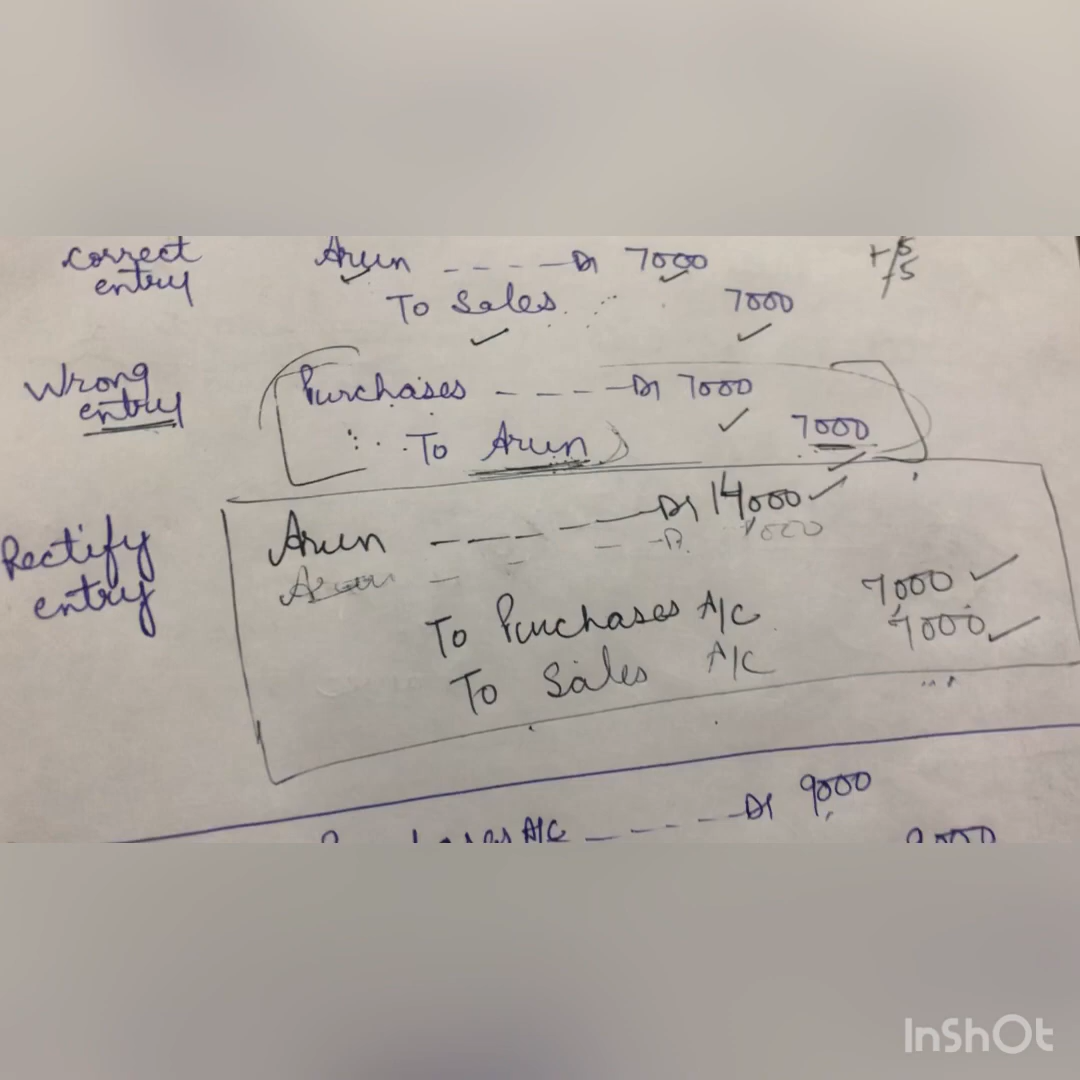 correct Arun ---- Dr 7000
entry
To Sales 7000
Wrong Purchases ---- Dr 7000
entry
To Arun 7000
Rectify Arun ---- Dr 14000
entry
To Purchases A/C 7000
To Sales A/C 7000
A/C ---- Dr 9000
InShOt